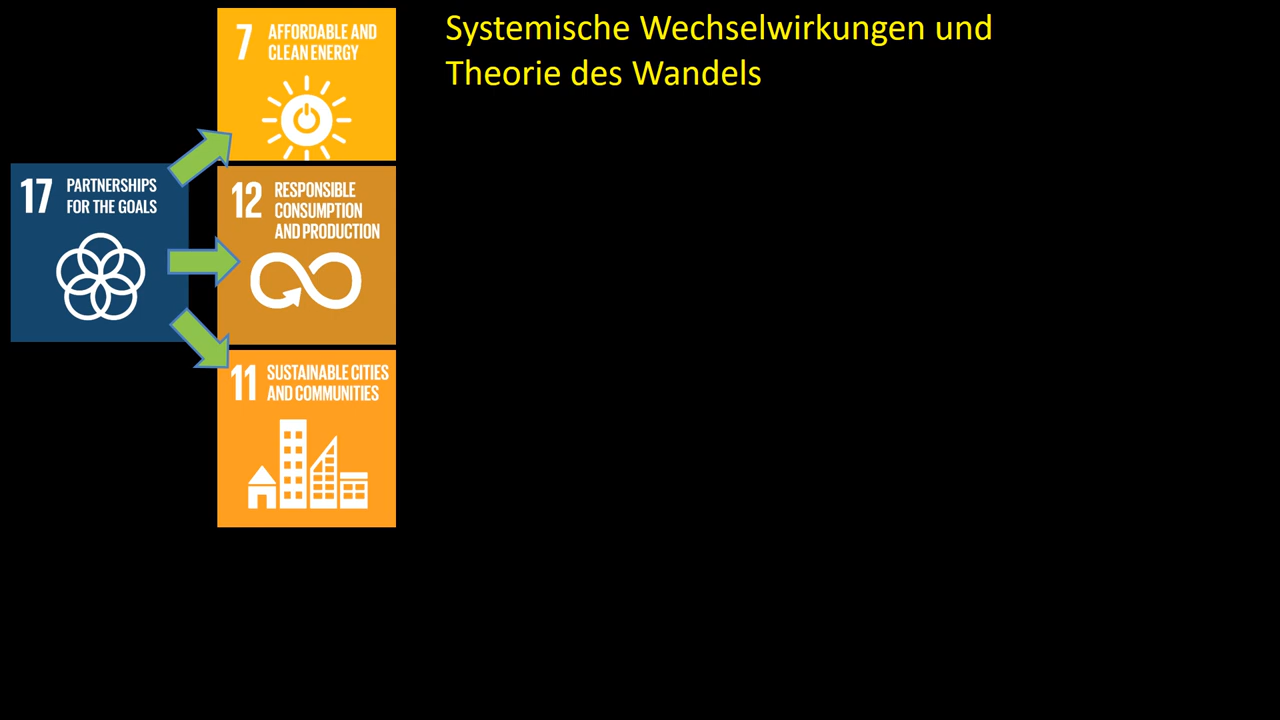 Systemische Wechselwirkungen und
Theorie des Wandels
7 AFFORDABLE AND
CLEAN ENERGY
17 PARTNERSHIPS
FOR THE GOALS
12 RESPONSIBLE
CONSUMPTION
AND PRODUCTION
11 SUSTAINABLE CITIES
AND COMMUNITIES